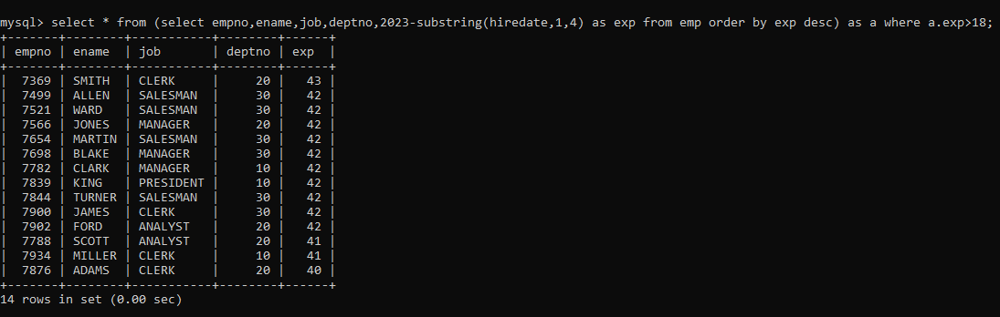 mysql> select * from (select empno,ename,job,deptno,2023-substring(hiredate,1,4) as exp from emp order by exp desc) as a where a.exp>18;
+-------+--------+-----------+--------+------+
| empno | ename  | job       | deptno | exp  |
+-------+--------+-----------+--------+------+
|  7369 | SMITH  | CLERK     |     20 |   43 |
|  7499 | ALLEN  | SALESMAN  |     30 |   42 |
|  7521 | WARD   | SALESMAN  |     30 |   42 |
|  7566 | JONES  | MANAGER   |     20 |   42 |
|  7654 | MARTIN | SALESMAN  |     30 |   42 |
|  7698 | BLAKE  | MANAGER   |     30 |   42 |
|  7782 | CLARK  | MANAGER   |     10 |   42 |
|  7839 | KING   | PRESIDENT |     10 |   42 |
|  7844 | TURNER | SALESMAN  |     30 |   42 |
|  7900 | JAMES  | CLERK     |     30 |   42 |
|  7902 | FORD   | ANALYST   |     20 |   42 |
|  7788 | SCOTT  | ANALYST   |     20 |   41 |
|  7934 | MILLER | CLERK     |     10 |   41 |
|  7876 | ADAMS  | CLERK     |     20 |   40 |
+-------+--------+-----------+--------+------+
14 rows in set (0.00 sec)